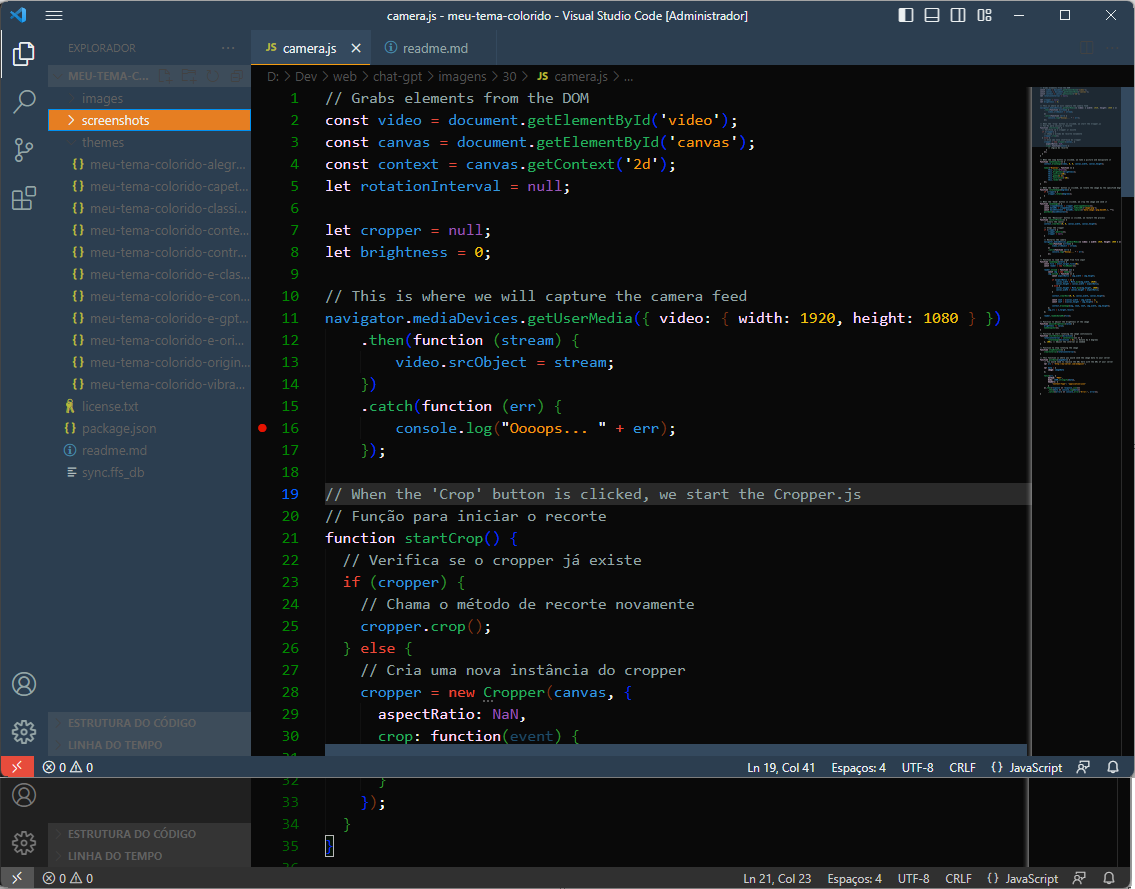 camera.js - meu-tema-colorido - Visual Studio Code [Administrador]
EXPLORADOR ...
JS camera.js × readme.md
MEU-TEMA-C...
D: > Dev > web > chat-gpt > imagens > 30 > JS camera.js > ...
images
> screenshots
themes
{} meu-tema-colorido-alegr...
{} meu-tema-colorido-capet...
{} meu-tema-colorido-classi...
{} meu-tema-colorido-conte...
{} meu-tema-colorido-contr...
{} meu-tema-colorido-e-clas...
{} meu-tema-colorido-e-con...
{} meu-tema-colorido-e-gpt...
{} meu-tema-colorido-e-ori...
{} meu-tema-colorido-origin...
{} meu-tema-colorido-vibra...
license.txt
{} package.json
readme.md
sync.ffs_db
ESTRUTURA DO CÓDIGO
LINHA DO TEMPO
1 // Grabs elements from the DOM
2 const video = document.getElementById('video');
3 const canvas = document.getElementById('canvas');
4 const context = canvas.getContext('2d');
5 let rotationInterval = null;
6
7 let cropper = null;
8 let brightness = 0;
9
10 // This is where we will capture the camera feed
11 navigator.mediaDevices.getUserMedia({ video: { width: 1920, height: 1080 } })
12 .then(function (stream) {
13 video.srcObject = stream;
14 })
15 .catch(function (err) {
16 console.log("Oooops... " + err);
17 });
18
19 // When the 'Crop' button is clicked, we start the Cropper.js
20 // Função para iniciar o recorte
21 function startCrop() {
22 // Verifica se o cropper já existe
23 if (cropper) {
24 // Chama o método de recorte novamente
25 cropper.crop();
26 } else {
27 // Cria uma nova instância do cropper
28 cropper = new Cropper(canvas, {
29 aspectRatio: NaN,
30 crop: function(event) {
0 0 Ln 19, Col 41 Espaços: 4 UTF-8 CRLF {} JavaScript
32 }
33 });
34 }
35 }
ESTRUTURA DO CÓDIGO
LINHA DO TEMPO
0 0 Ln 21, Col 23 Espaços: 4 UTF-8 CRLF {} JavaScript